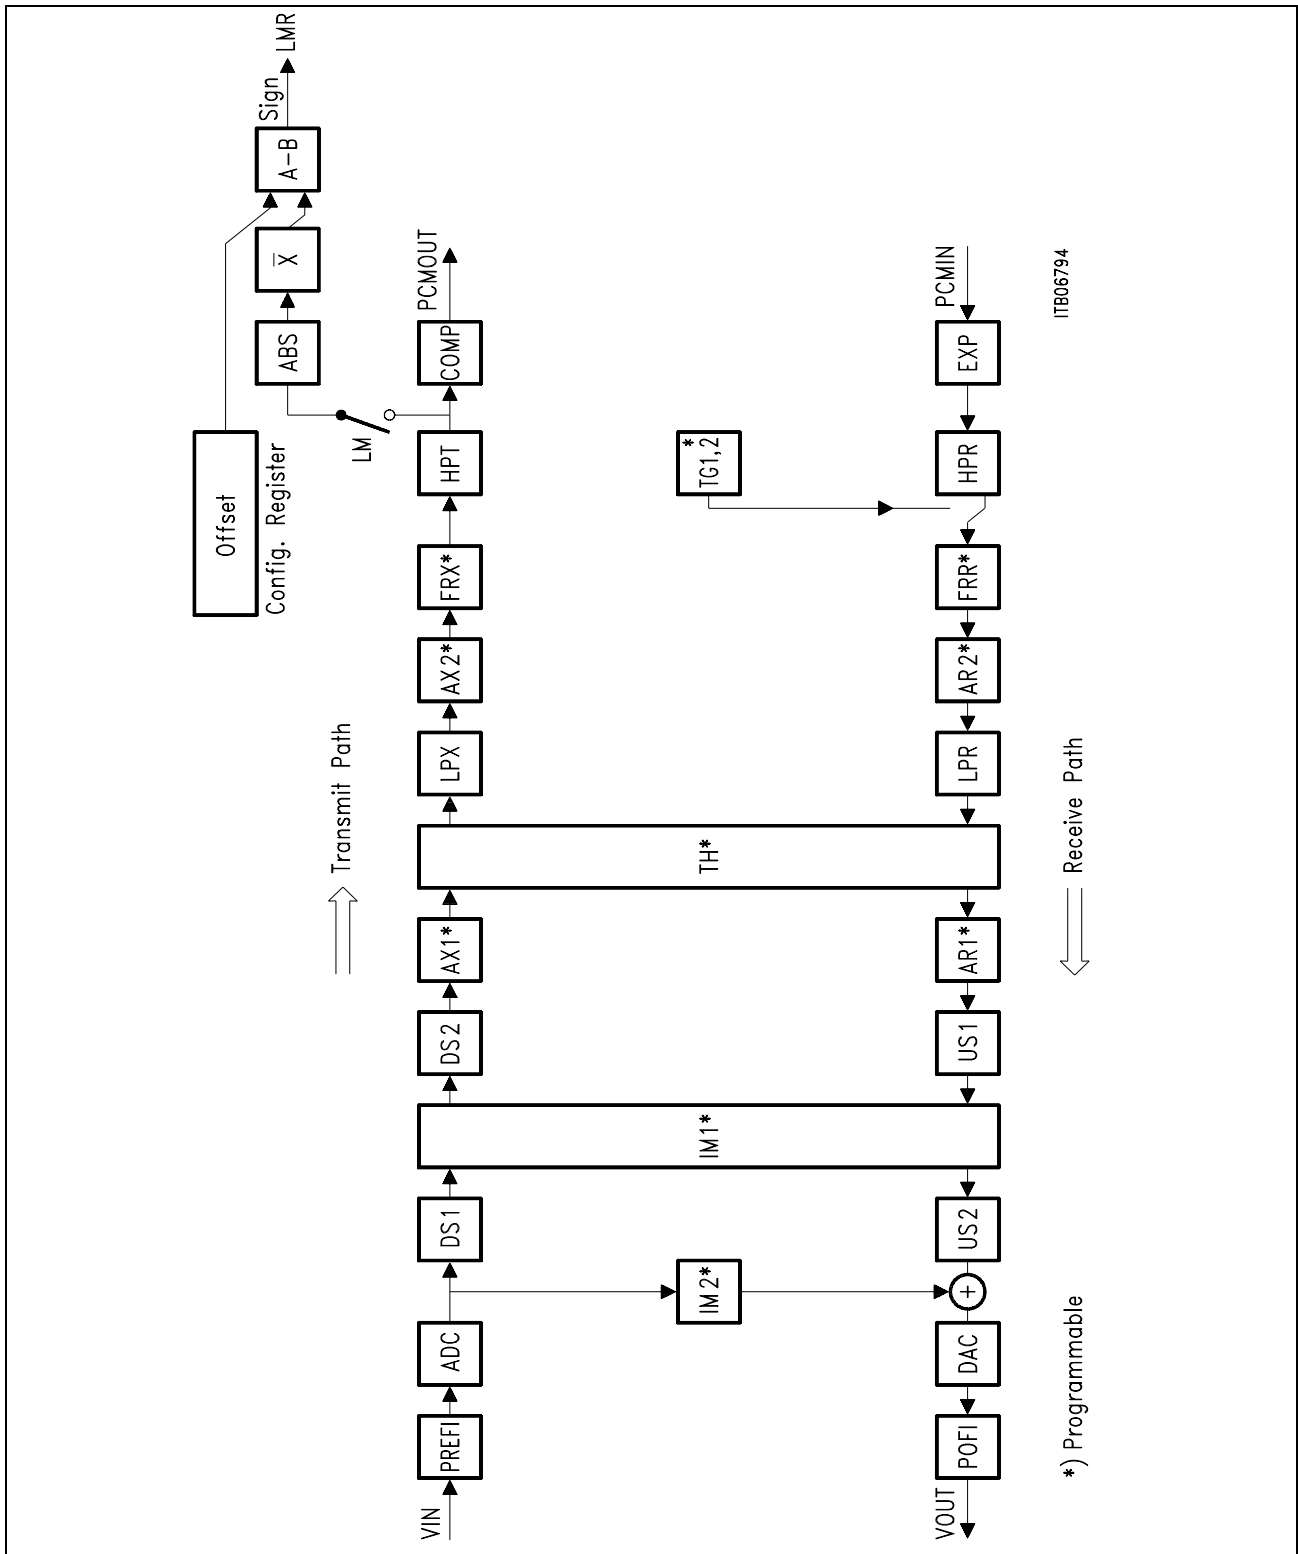 Sign
LMR
A-B
X̅
ABS
Offset
Config. Register
LM
Transmit Path
VIN
PREFI
ADC
DS1
DS2
AX1*
LPX
AX2*
FRX*
HPT
COMP
PCMOUT
IM2*
IM1*
TH*
TG1,2*
VOUT
POFI
DAC
+
US2
US1
AR1*
LPR
AR2*
FRR*
HPR
EXP
PCMIN
Receive Path
*) Programmable
ITB06794